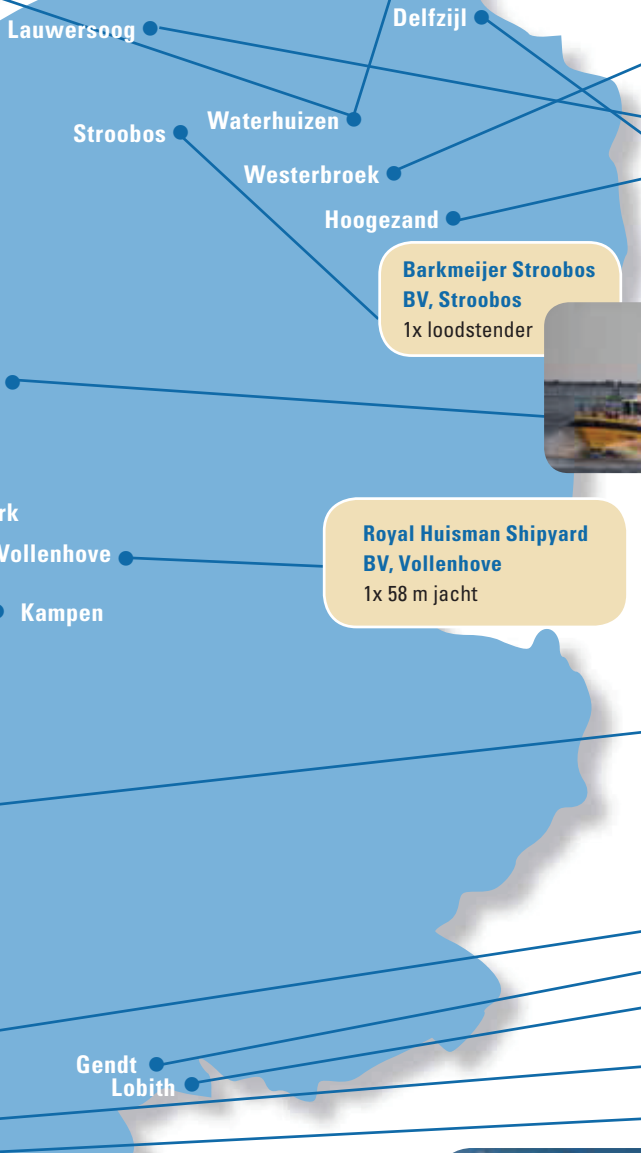 Delfzijl
Lauwersoog
Waterhuizen
Stroobos
Westerbroek
Hoogezand
Barkmeijer Stroobos
BV, Stroobos
1x loodstender
rk
Vollenhove
Royal Huisman Shipyard
BV, Vollenhove
1x 58 m jacht
Kampen
Gendt
Lobith